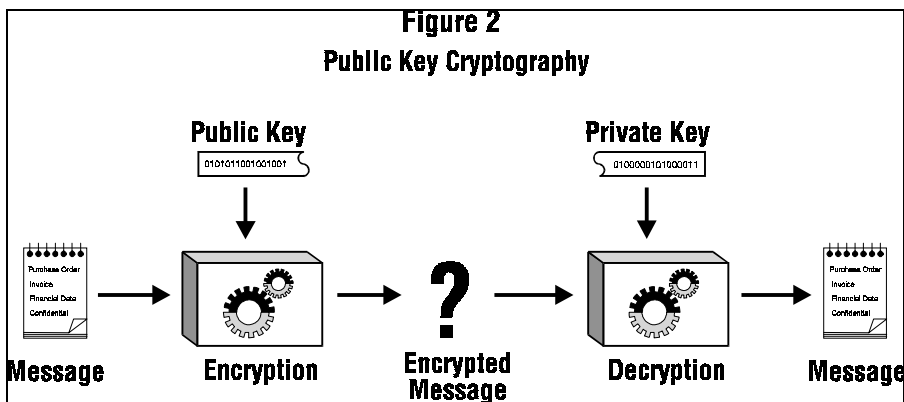 Figure 2
Public Key Cryptography
Public Key
0101011001001001
Private Key
0100000101000011
Purchase Order
Invoice
Financial Data
Confidential
?
Purchase Order
Invoice
Financial Data
Confidential
Message
Encryption
Encrypted
Message
Decryption
Message